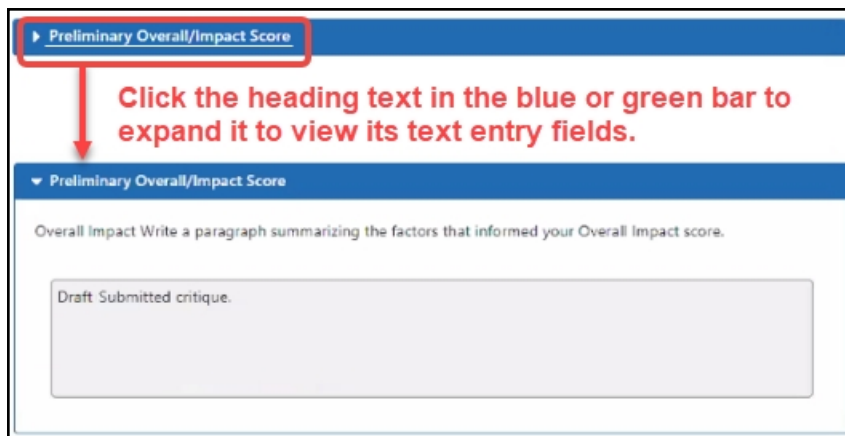 Preliminary Overall/Impact Score
Click the heading text in the blue or green bar to
expand it to view its text entry fields.
Preliminary Overall/Impact Score
Overall Impact Write a paragraph summarizing the factors that informed your Overall Impact score.
Draft Submitted critique.